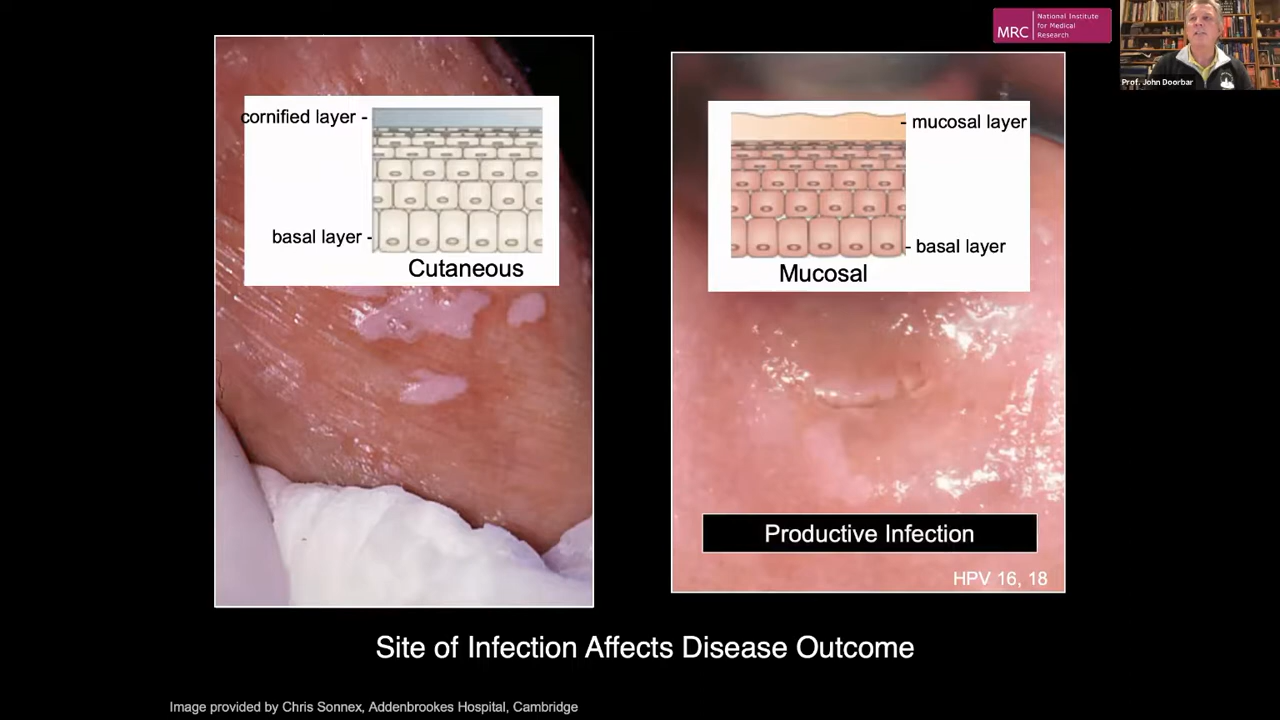 MRC
National Institute
for Medical
Research
Prof. John Doorbar
cornified layer -
basal layer -
Cutaneous
- mucosal layer
- basal layer
Mucosal
Productive Infection
HPV 16, 18
Site of Infection Affects Disease Outcome
Image provided by Chris Sonnex, Addenbrookes Hospital, Cambridge